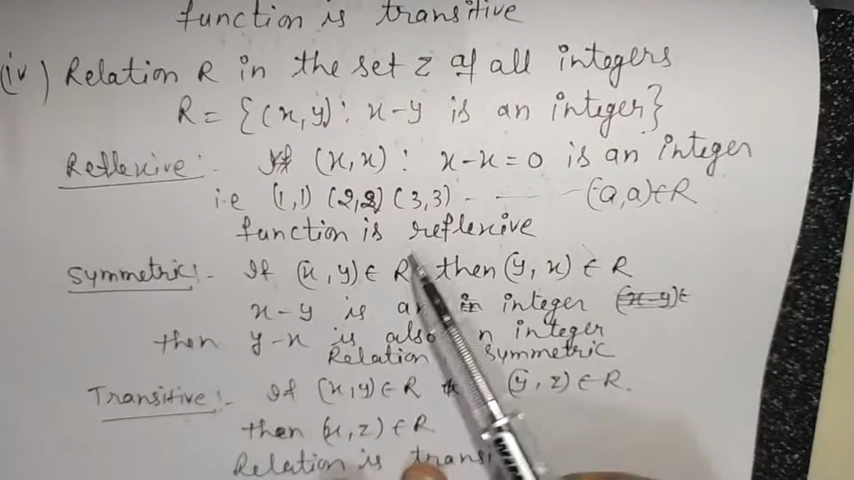 function is transitive
(iv) Relation R in the set Z of all integers
R = {(x,y): x-y is an integer}
Reflexive:- If (x,x): x-x=0 is an integer
i.e (1,1) (2,2) (3,3) - - - - - (a,a)∈R
function is reflexive
Symmetric:- If (x,y)∈R then (y,x)∈R
x-y is an integer
then y-x is also integer
Relation symmetric
Transitive:- If (x,y)∈R (y,z)∈R.
then (x,z)∈R
Relation is